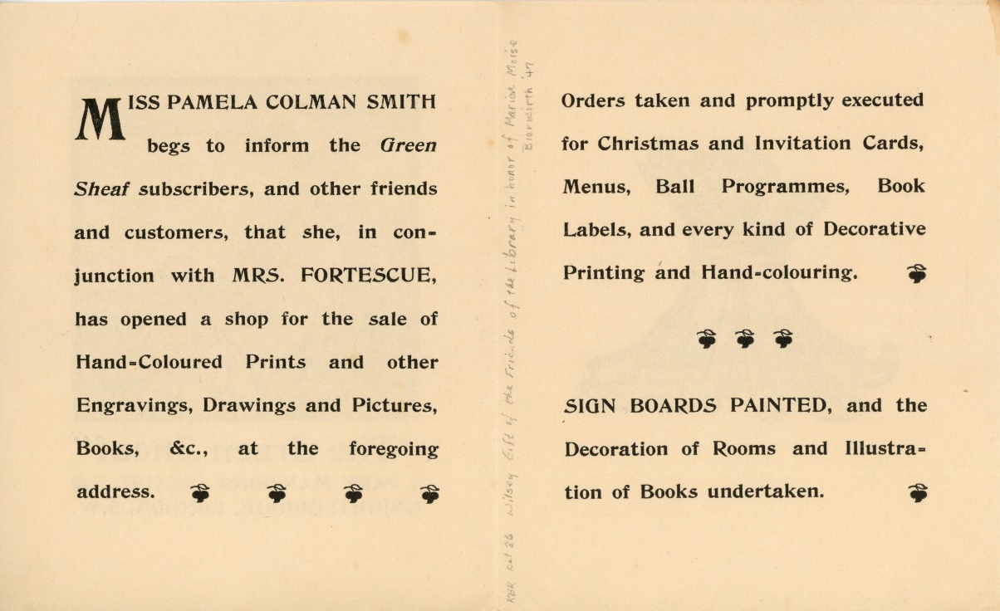 MISS PAMELA COLMAN SMITH
begs to inform the Green
Sheaf subscribers, and other friends
and customers, that she, in con-
junction with MRS. FORTESCUE,
has opened a shop for the sale of
Hand-Coloured Prints and other
Engravings, Drawings and Pictures,
Books, &c., at the foregoing
address.
Gift of the Friends of the Library in honor of Marion Moise
Bierwirth '47
Orders taken and promptly executed
for Christmas and Invitation Cards,
Menus, Ball Programmes, Book
Labels, and every kind of Decorative
Printing and Hand-colouring.
SIGN BOARDS PAINTED, and the
Decoration of Rooms and Illustra-
tion of Books undertaken.